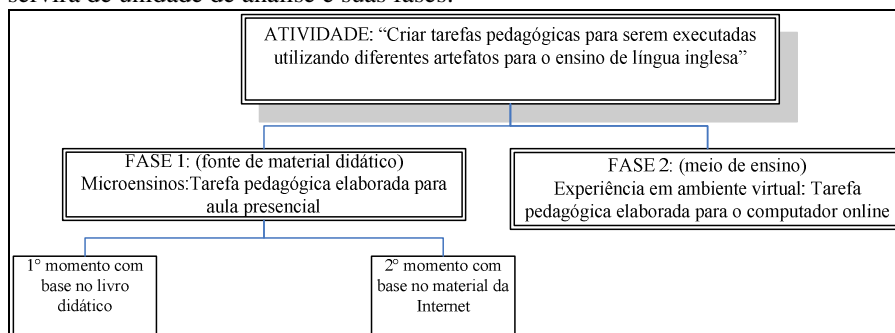 servirá de unidade de análise e suas fases.
ATIVIDADE: “Criar tarefas pedagógicas para serem executadas
utilizando diferentes artefatos para o ensino de língua inglesa”
FASE 1: (fonte de material didático)
Microensinos:Tarefa pedagógica elaborada para
aula presencial
FASE 2: (meio de ensino)
Experiência em ambiente virtual: Tarefa
pedagógica elaborada para o computador online
1° momento com
base no livro
didático
2° momento com
base no material da
Internet